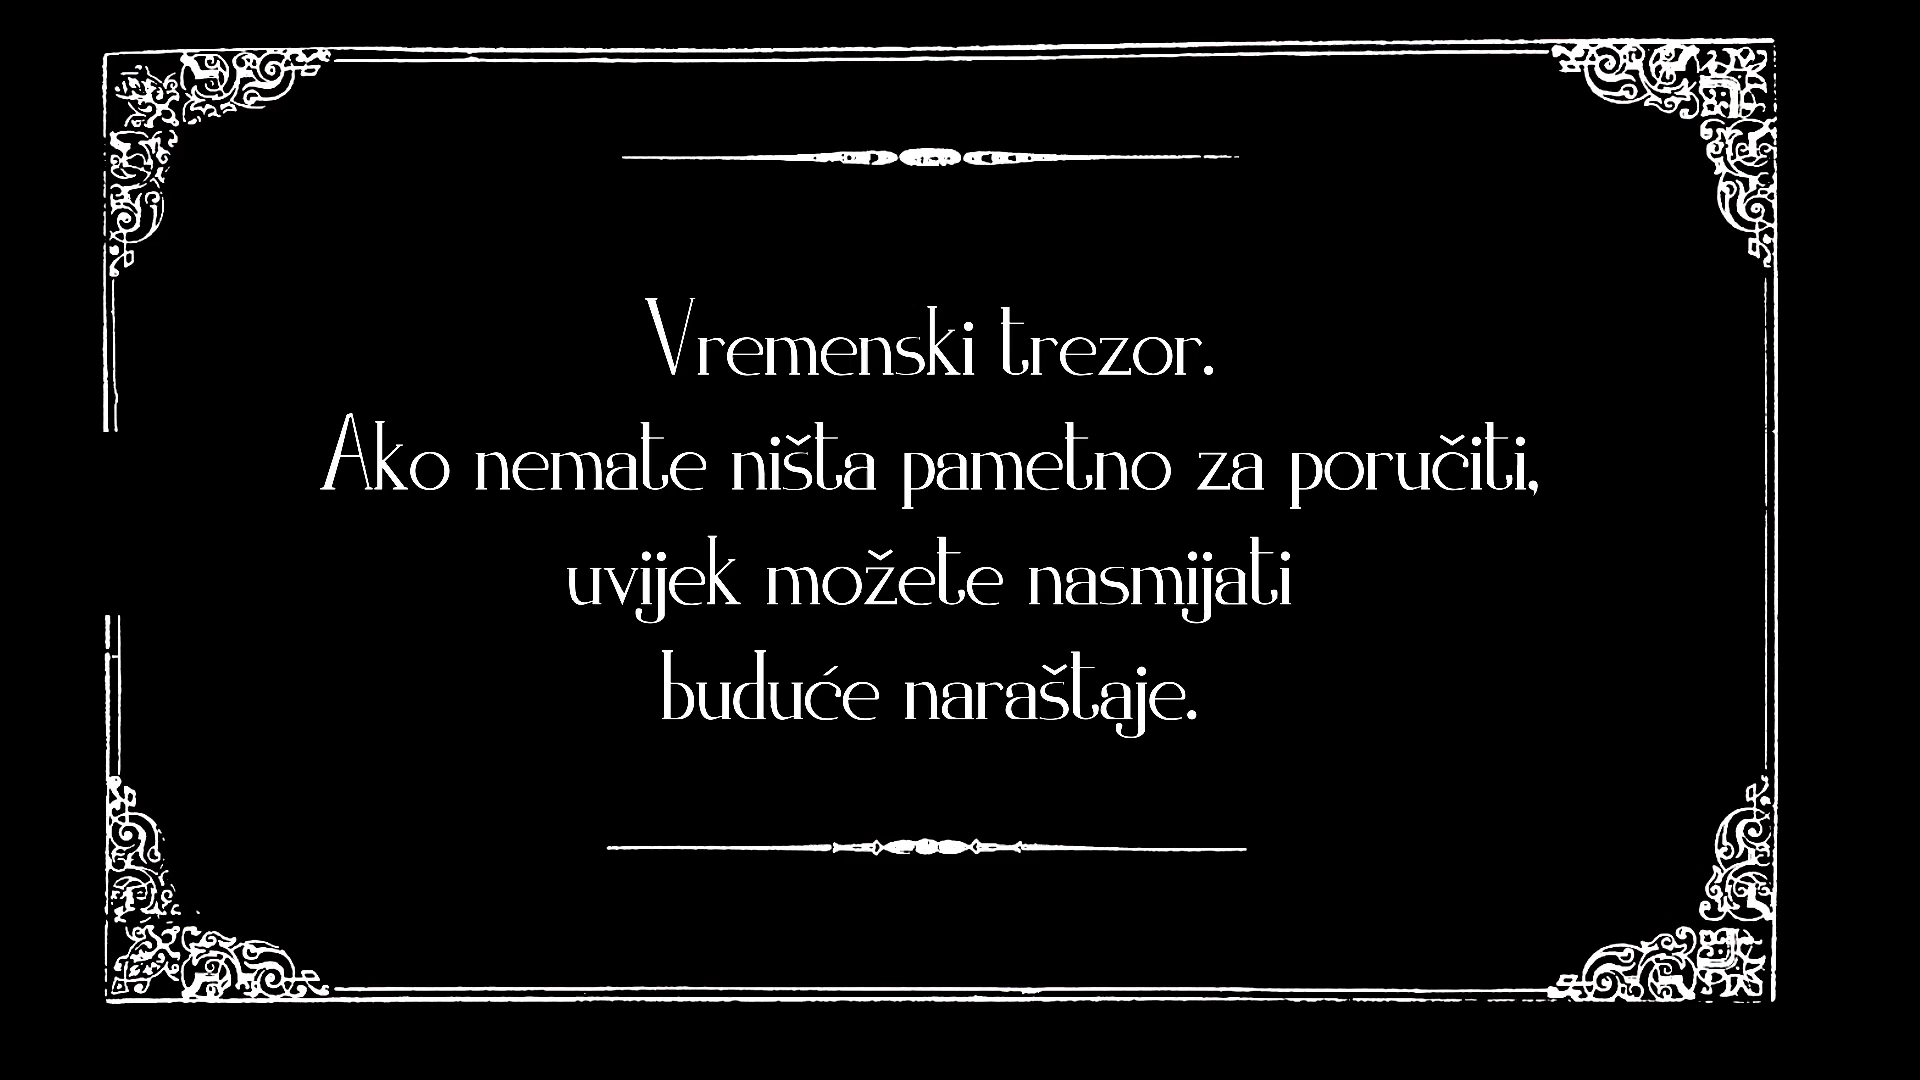 Vremenski trezor.
Ako nemate ništa pametno za poručiti,
uvijek možete nasmijati
buduće naraštaje.